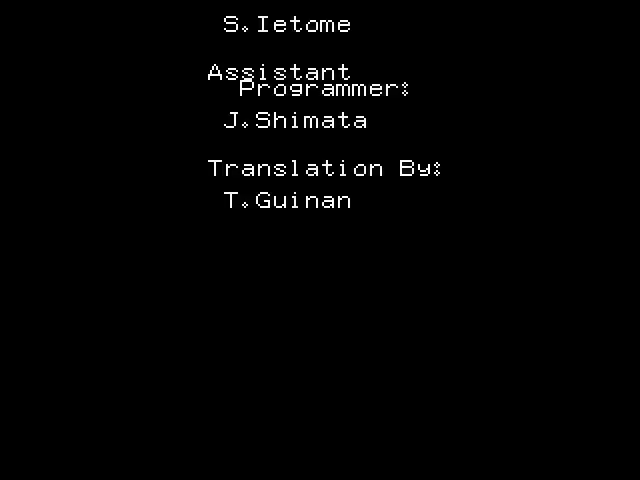 S.Ietome
Assistant
Programmer:
J.Shimata
Translation By:
T.Guinan